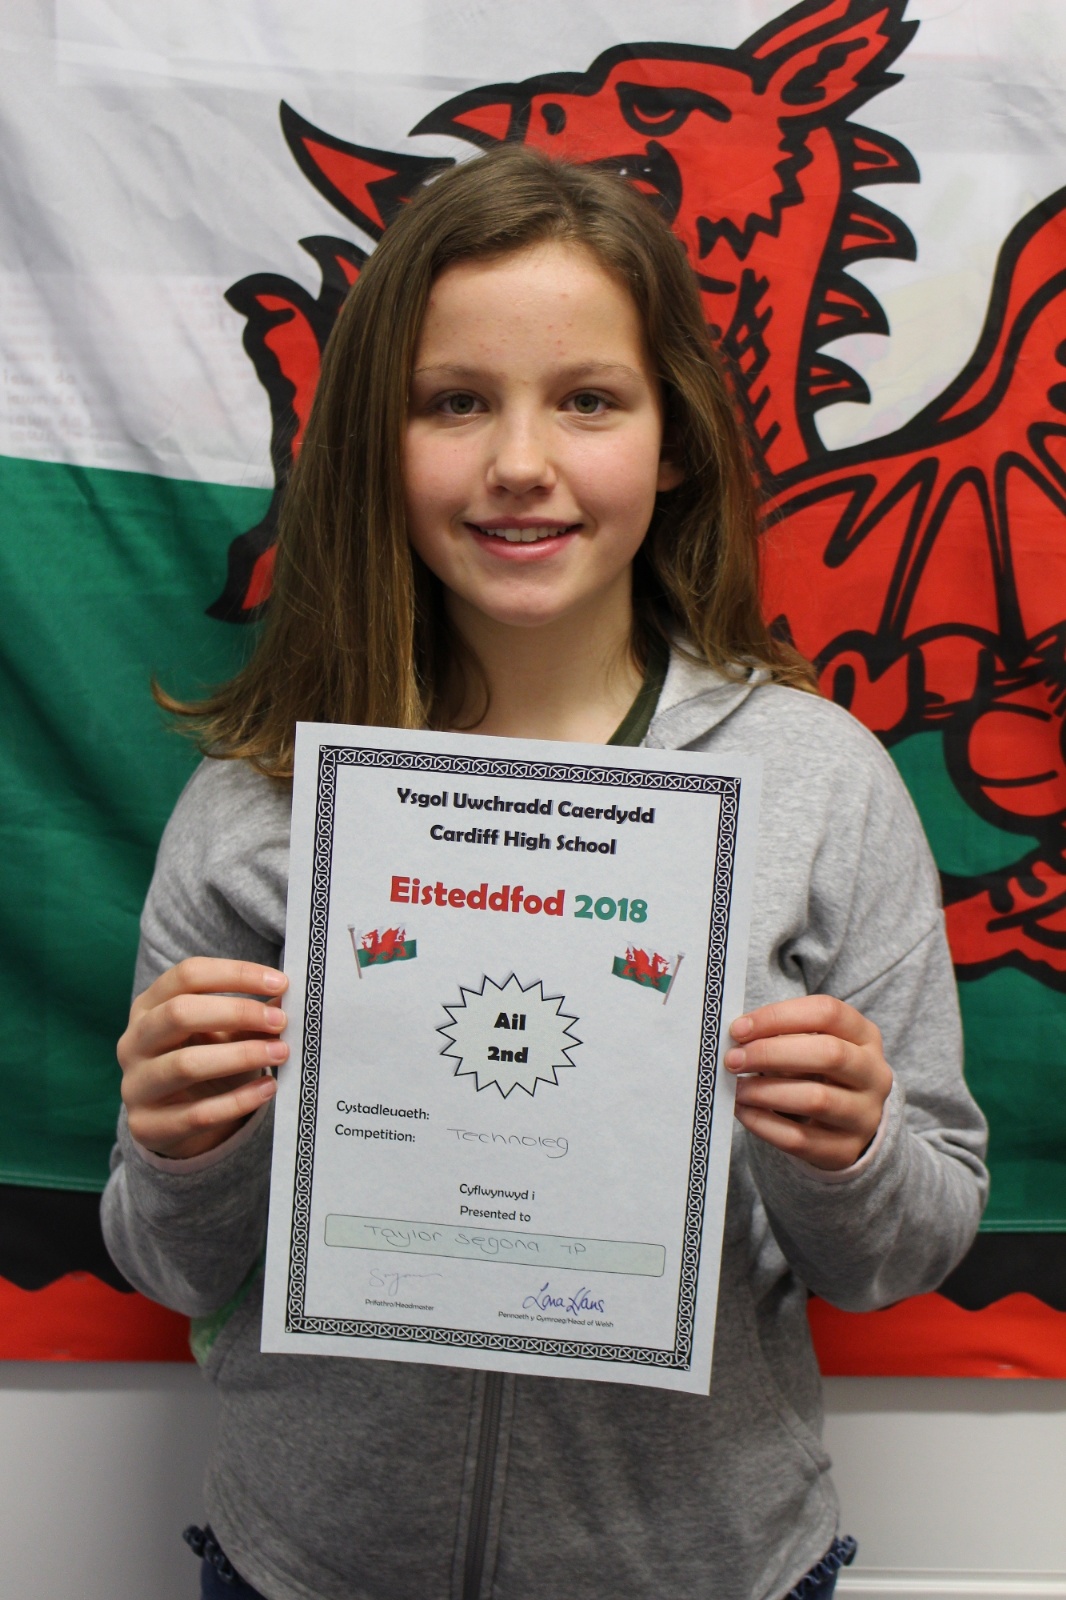 Ysgol Uwchradd Caerdydd
Cardiff High School
Eisteddfod 2018
Ail
2nd
Cystadleuaeth:
Competition: Technoleg
Cyflwynwyd i
Presented to
Taylor Segona 7P
Prifathro/Headmaster
Pennaeth y Gymraeg/Head of Welsh